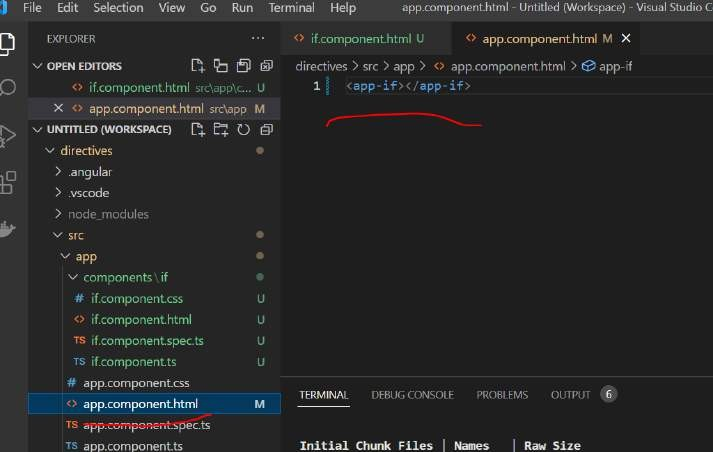 File Edit Selection View Go Run Terminal Help app.component.html - Untitled (Workspace) - Visual Studio C
EXPLORER ...
if.component.html U
app.component.html M
OPEN EDITORS
if.component.html src\app\c... U
app.component.html src\app M
directives > src > app > app.component.html > app-if
1 <app-if></app-if>
UNTITLED (WORKSPACE)
directives
.angular
.vscode
node_modules
src
app
components\if
if.component.css U
if.component.html U
if.component.spec.ts U
if.component.ts U
app.component.css
app.component.html M
app.component.spec.ts
app.component.ts
TERMINAL DEBUG CONSOLE PROBLEMS OUTPUT 6
Initial Chunk Files | Names | Raw Size